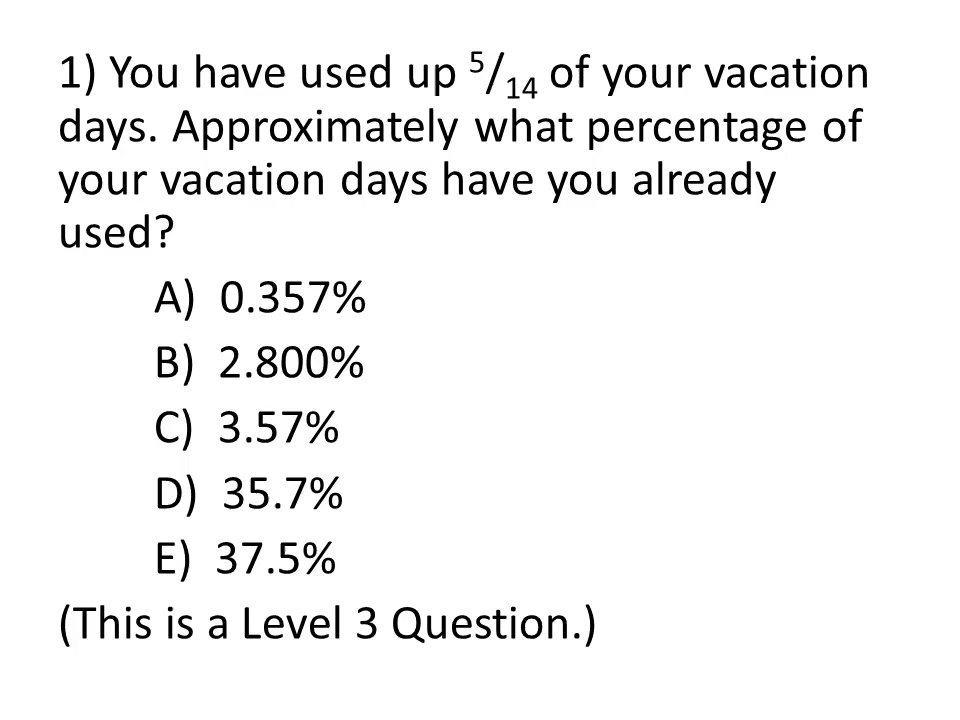 1) You have used up 5/14 of your vacation
days. Approximately what percentage of
your vacation days have you already
used?
A) 0.357%
B) 2.800%
C) 3.57%
D) 35.7%
E) 37.5%
(This is a Level 3 Question.)